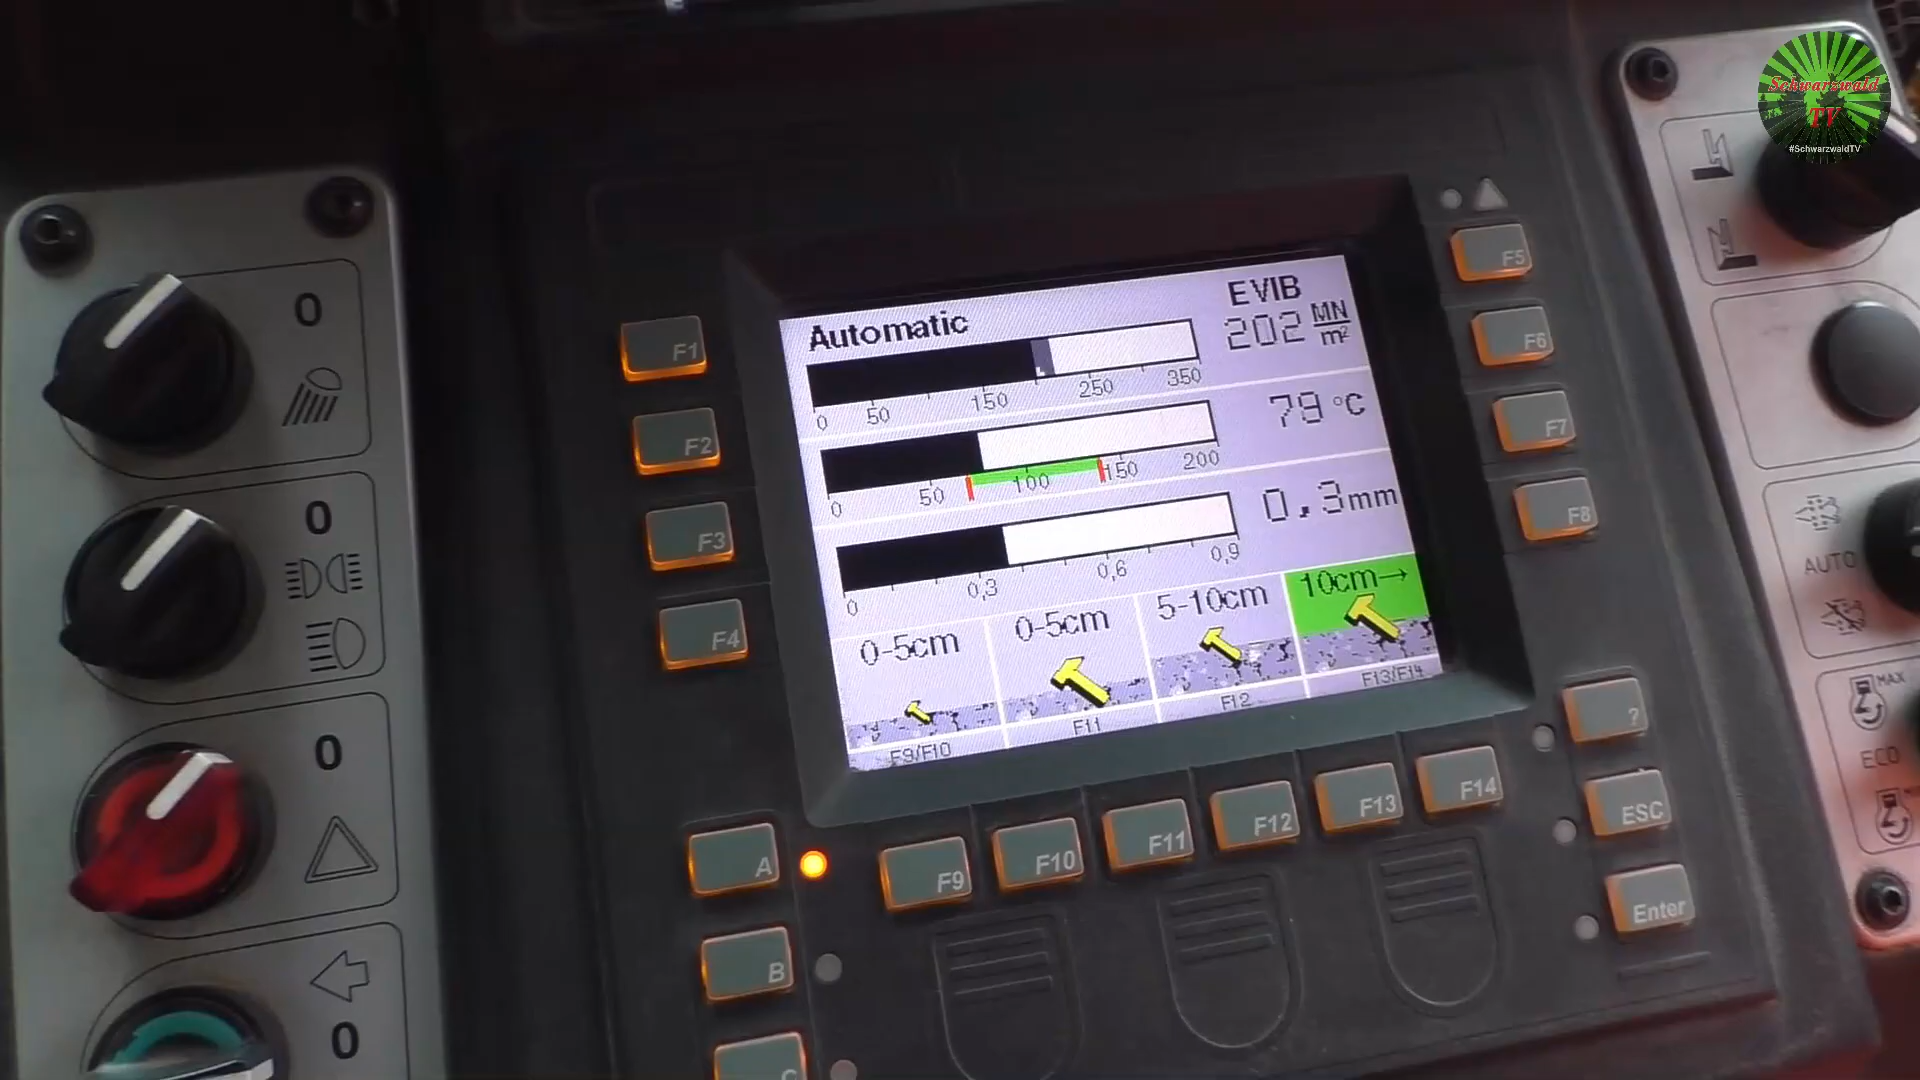 Schwarzwald
TV
#SchwarzwaldTV
Automatic
EVIB
202 MN
m²
0 50 150 250 350
79 °C
0 50 100 150 200
0.3mm
0 0,3 0,6 0,9
0-5cm
0-5cm
5-10cm
10cm→
F9/F10
F11
F12
F13/F14
F1
F2
F3
F4
F5
F6
F7
F8
A
B
C
F9
F10
F11
F12
F13
F14
?
ESC
Enter
0
0
0
0
AUTO
MAX
ECO